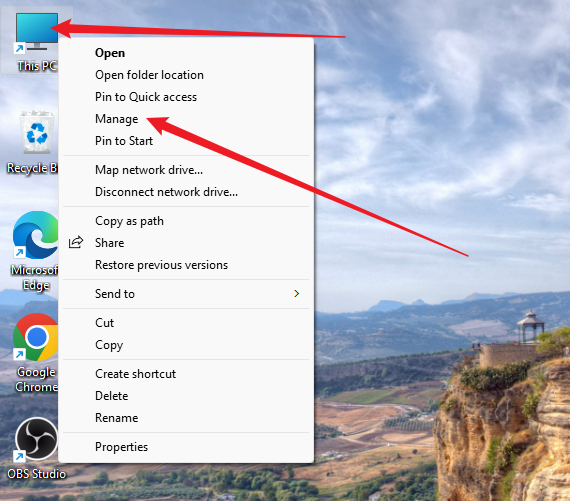 This PC
Open
Open folder location
Pin to Quick access
Manage
Pin to Start
Map network drive...
Disconnect network drive...
Copy as path
Share
Restore previous versions
Send to
Cut
Copy
Create shortcut
Delete
Rename
Properties
Recycle B
Microsof
Edge
Google
Chrome
OBS Studio